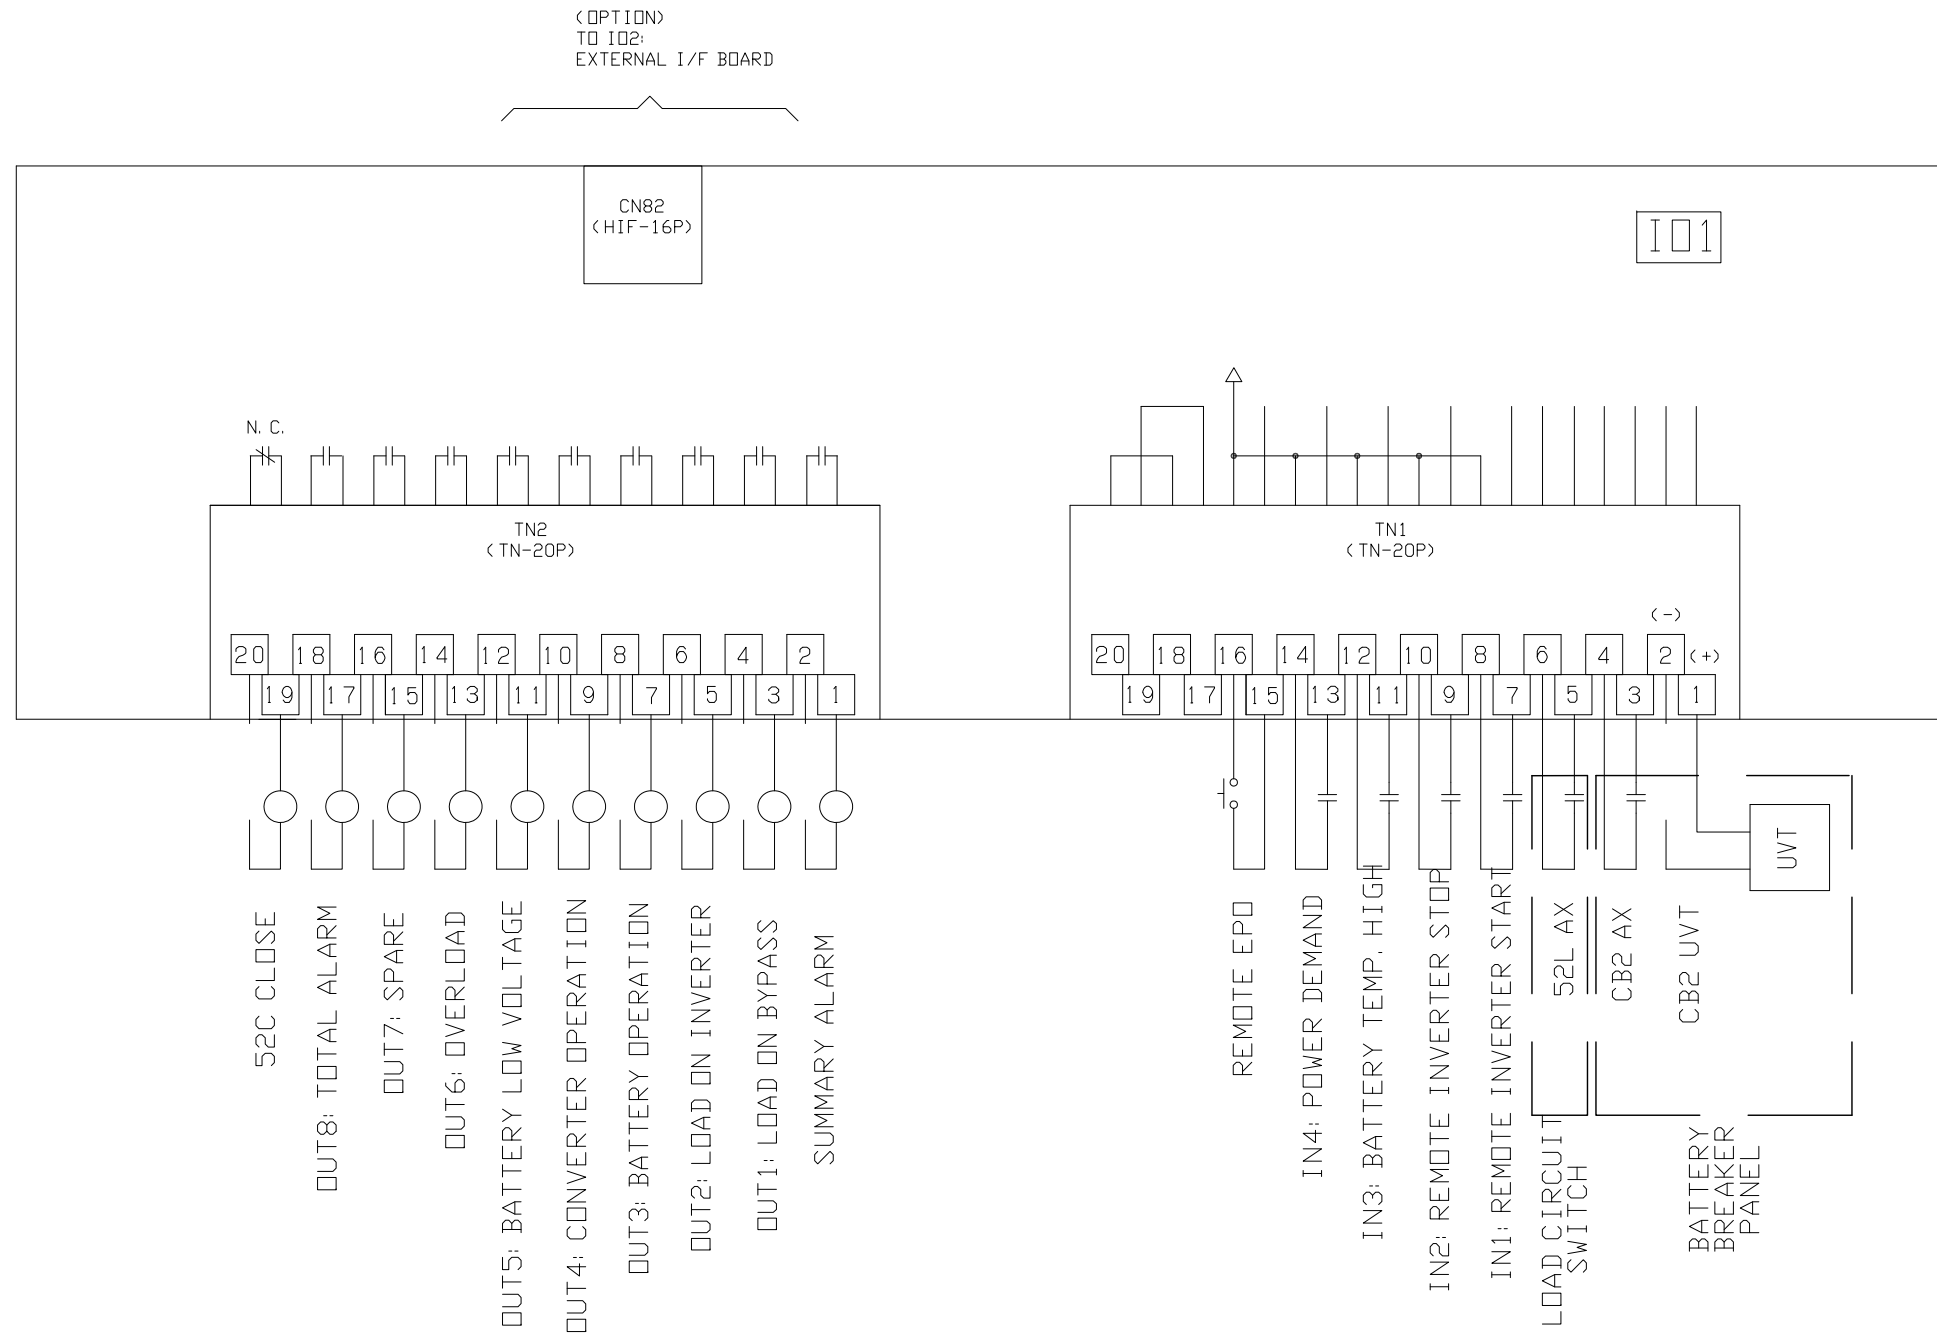 (OPTION)
TO IO2:
EXTERNAL I/F BOARD
CN82
(HIF-16P)
IO1
N. C.
TN2
(TN-20P)
TN1
(TN-20P)
(-)
20 18 16 14 12 10 8 6 4 2
19 17 15 13 11 9 7 5 3 1
20 18 16 14 12 10 8 6 4 2 (+)
19 17 15 13 11 9 7 5 3 1
UVT
52C CLOSE
OUT8: TOTAL ALARM
OUT7: SPARE
OUT6: OVERLOAD
OUT5: BATTERY LOW VOLTAGE
OUT4: CONVERTER OPERATION
OUT3: BATTERY OPERATION
OUT2: LOAD ON INVERTER
OUT1: LOAD ON BYPASS
SUMMARY ALARM
REMOTE EPO
IN4: POWER DEMAND
IN3: BATTERY TEMP. HIGH
IN2: REMOTE INVERTER STOP
IN1: REMOTE INVERTER START
52L AX
CB2 AX
CB2 UVT
LOAD CIRCUIT
SWITCH
BATTERY
BREAKER
PANEL